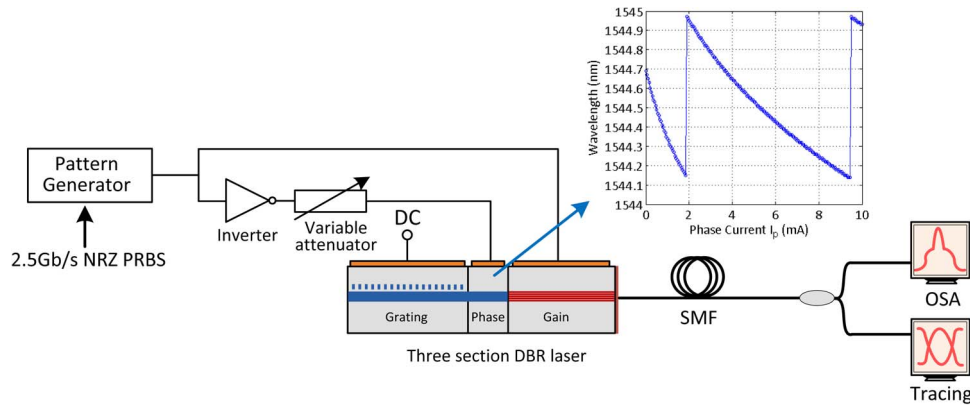 1545
1544.9
1544.8
1544.7
1544.6
1544.5
1544.4
1544.3
1544.2
1544.1
1544
Wavelength (nm)
0 2 4 6 8 10
Phase Current Ip (mA)
Pattern
Generator
2.5Gb/s NRZ PRBS
Inverter
Variable
attenuator
DC
Grating
Phase
Gain
Three section DBR laser
SMF
OSA
Tracing